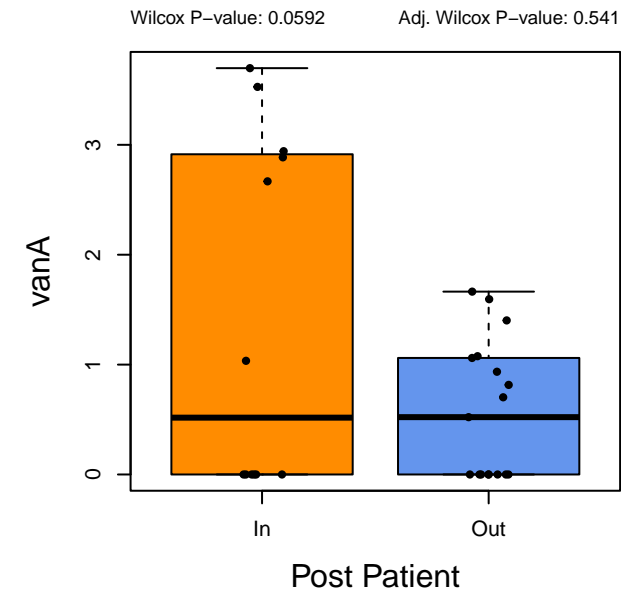 Wilcox P−value: 0.0592
Adj. Wilcox P−value: 0.541
3
2
1
0
vanA
In
Out
Post Patient